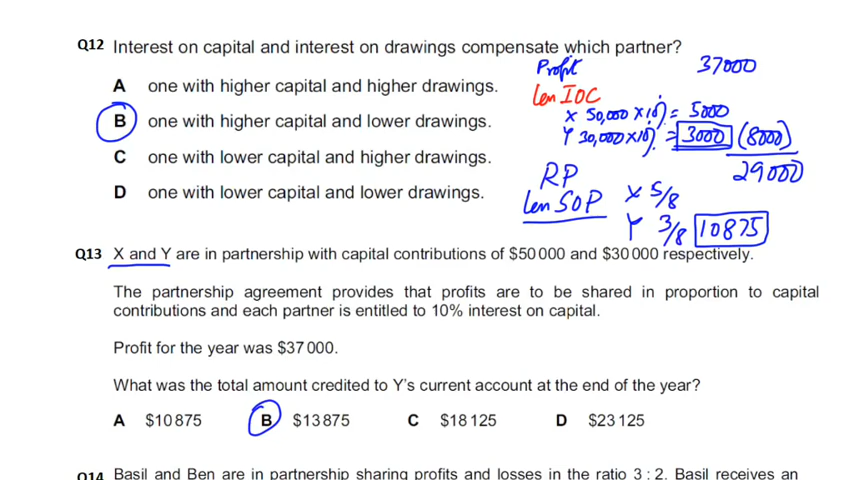 Q12 Interest on capital and interest on drawings compensate which partner?
A one with higher capital and higher drawings.
B one with higher capital and lower drawings.
C one with lower capital and higher drawings.
D one with lower capital and lower drawings.
Profit 37000
len IOC
X 50,000 × 10% = 5000
Y 30,000 × 10% = 3000 (8000)
29000
RP
len SOP X 5/8
Y 3/8 10875
Q13 X and Y are in partnership with capital contributions of $50 000 and $30 000 respectively.
The partnership agreement provides that profits are to be shared in proportion to capital
contributions and each partner is entitled to 10% interest on capital.
Profit for the year was $37 000.
What was the total amount credited to Y's current account at the end of the year?
A $10 875 B $13 875 C $18 125 D $23 125
Q14 Basil and Ben are in partnership sharing profits and losses in the ratio 3 : 2. Basil receives an